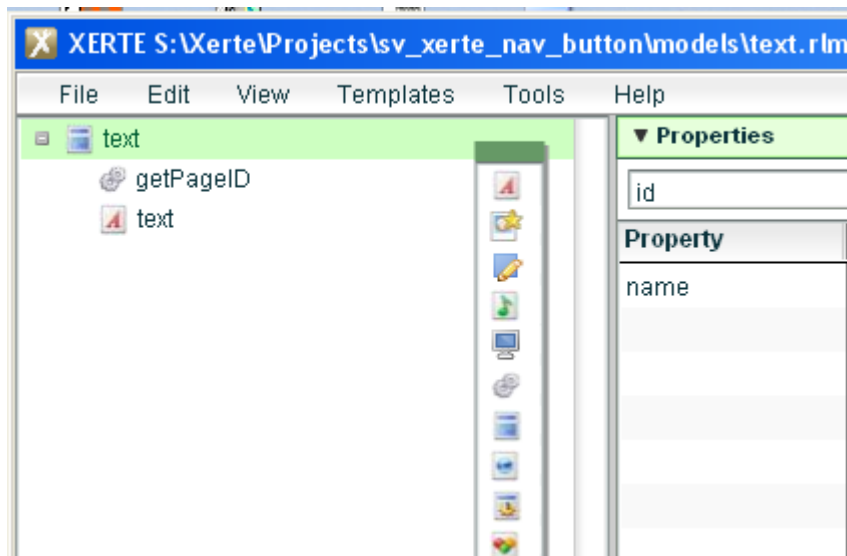 XERTE S:\Xerte\Projects\sv_xerte_nav_button\models\text.rlm
File Edit View Templates Tools Help
text
getPageID
text
▼ Properties
id
Property
name